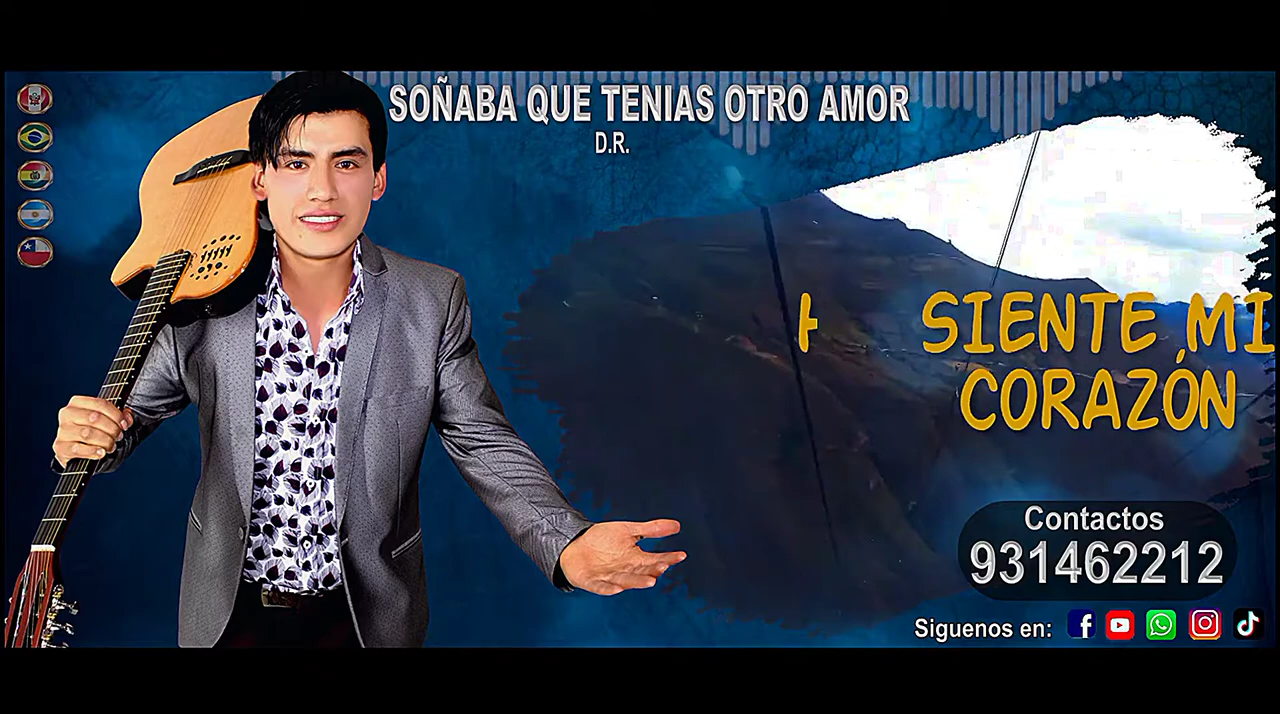 SOÑABA QUE TENIAS OTRO AMOR
D.R.
SIENTE MI
CORAZÓN
Contactos
931462212
Siguenos en: